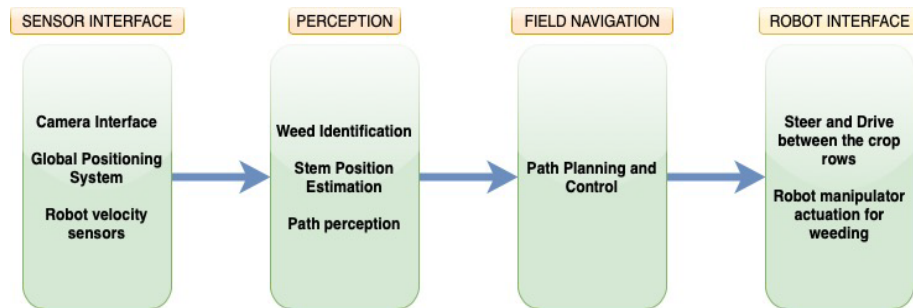 SENSOR INTERFACE
PERCEPTION
FIELD NAVIGATION
ROBOT INTERFACE
Camera Interface
Global Positioning
System
Robot velocity
sensors
Weed Identification
Stem Position
Estimation
Path perception
Path Planning and
Control
Steer and Drive
between the crop
rows
Robot manipulator
actuation for
weeding